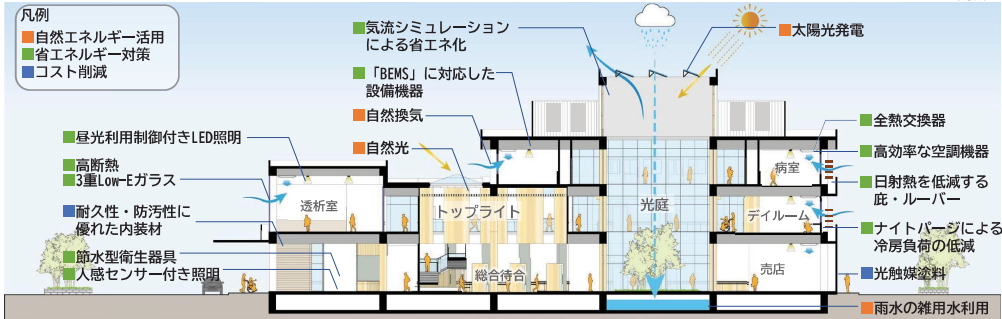 凡例
■自然エネルギー活用
■省エネルギー対策
■コスト削減
■気流シミュレーション
による省エネ化
■「BEMS」に対応した
設備機器
■自然換気
■自然光
■太陽光発電
■昼光利用制御付きLED照明
■高断熱
■3重Low-Eガラス
■耐久性・防汚性に
優れた内装材
■節水型衛生器具
■人感センサー付き照明
透析室
トップライト
総合待合
光庭
病室
デイルーム
売店
■全熱交換器
■高効率な空調機器
■日射熱を低減する
庇・ルーバー
■ナイトパージによる
冷房負荷の低減
■光触媒塗料
■雨水の雑用水利用